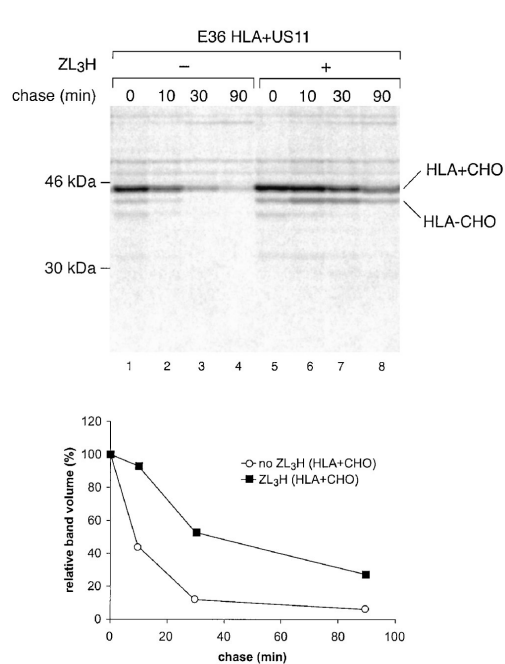 E36 HLA+US11
ZL3H − +
chase (min) 0 10 30 90 0 10 30 90
HLA+CHO
46 kDa
HLA-CHO
30 kDa
1 2 3 4 5 6 7 8
120
100
80
60
40
20
0
relative band volume (%)
no ZL3H (HLA+CHO)
ZL3H (HLA+CHO)
0 20 40 60 80 100
chase (min)